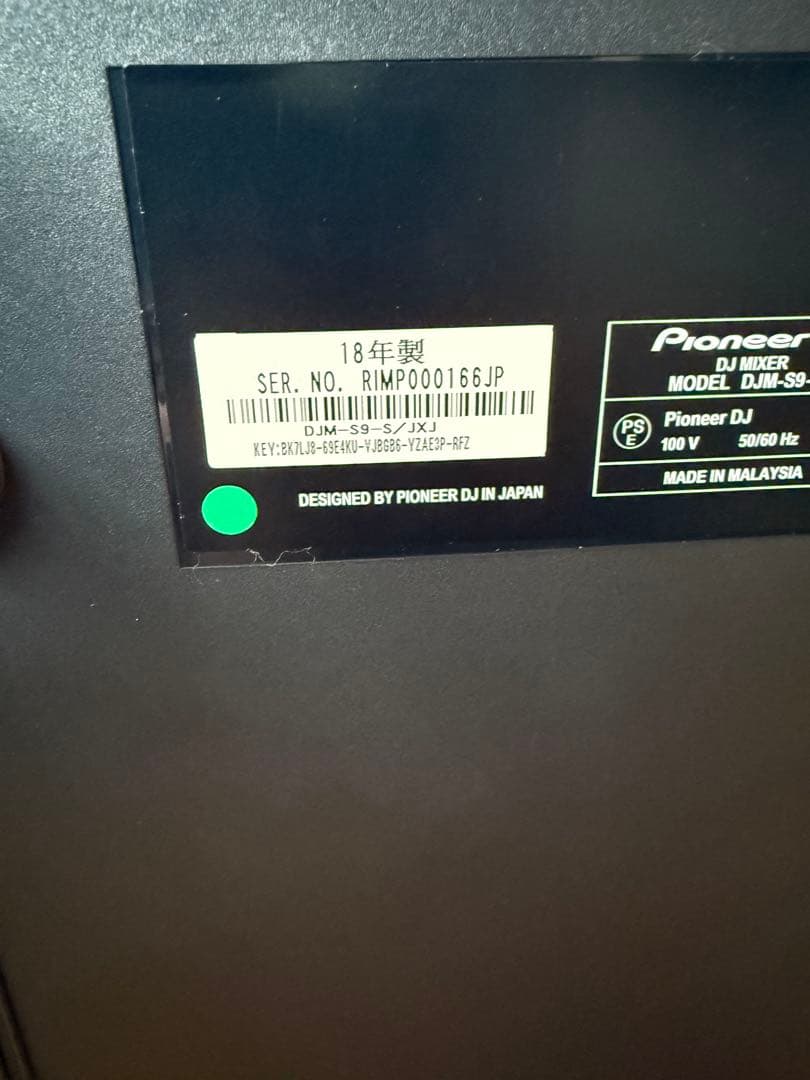 18年製
SER. NO. RIMP000166JP
DJM-S9-S/JXJ
KEY:BK7LJ8-69E4KU-VJBGB6-YZAE3P-RFZ
DESIGNED BY PIONEER DJ IN JAPAN
Pioneer
DJ MIXER
MODEL DJM-S9-
PS
E
Pioneer DJ
100 V 50/60 Hz
MADE IN MALAYSIA